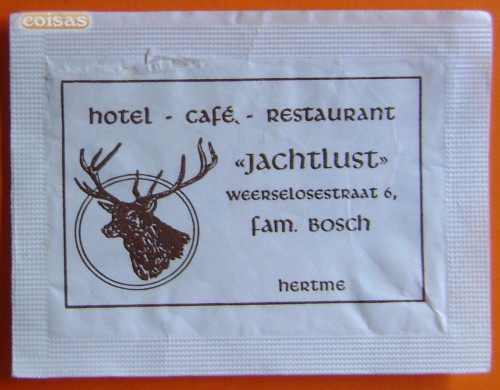 coisas
hotel - café - restaurant
«Jachtlust»
weerselosestraat 6,
fam. Bosch
hertme